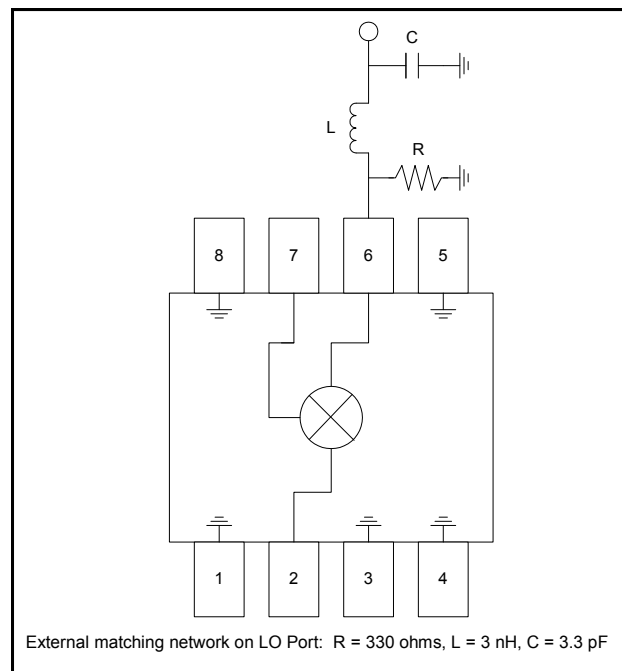 C
L
R
8 7 6 5
1 2 3 4
External matching network on LO Port: R = 330 ohms, L = 3 nH, C = 3.3 pF